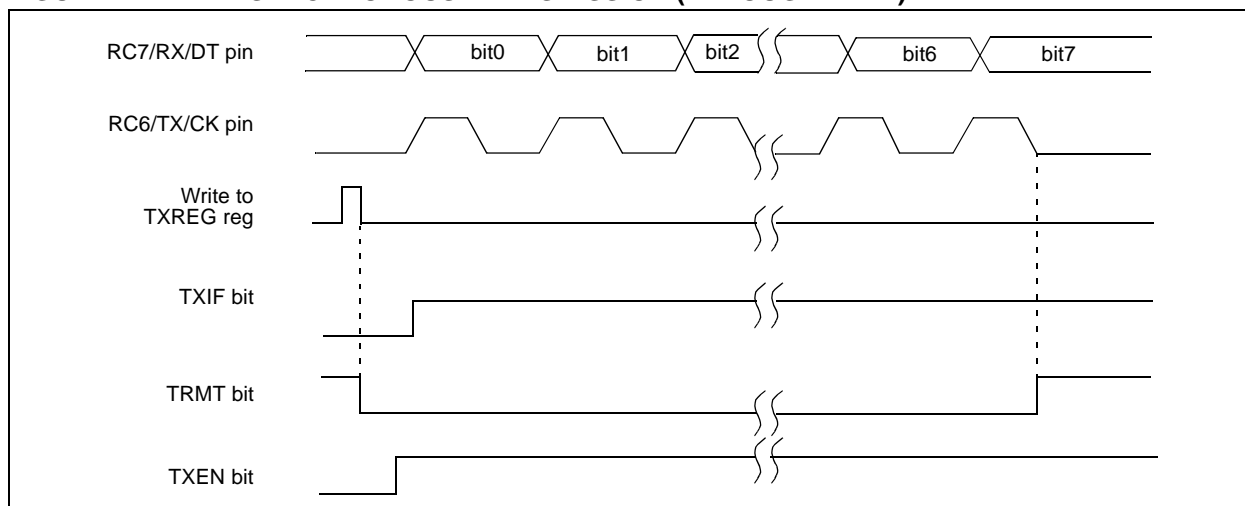 RC7/RX/DT pin
bit0 bit1 bit2 bit6 bit7
RC6/TX/CK pin
Write to
TXREG reg
TXIF bit
TRMT bit
TXEN bit